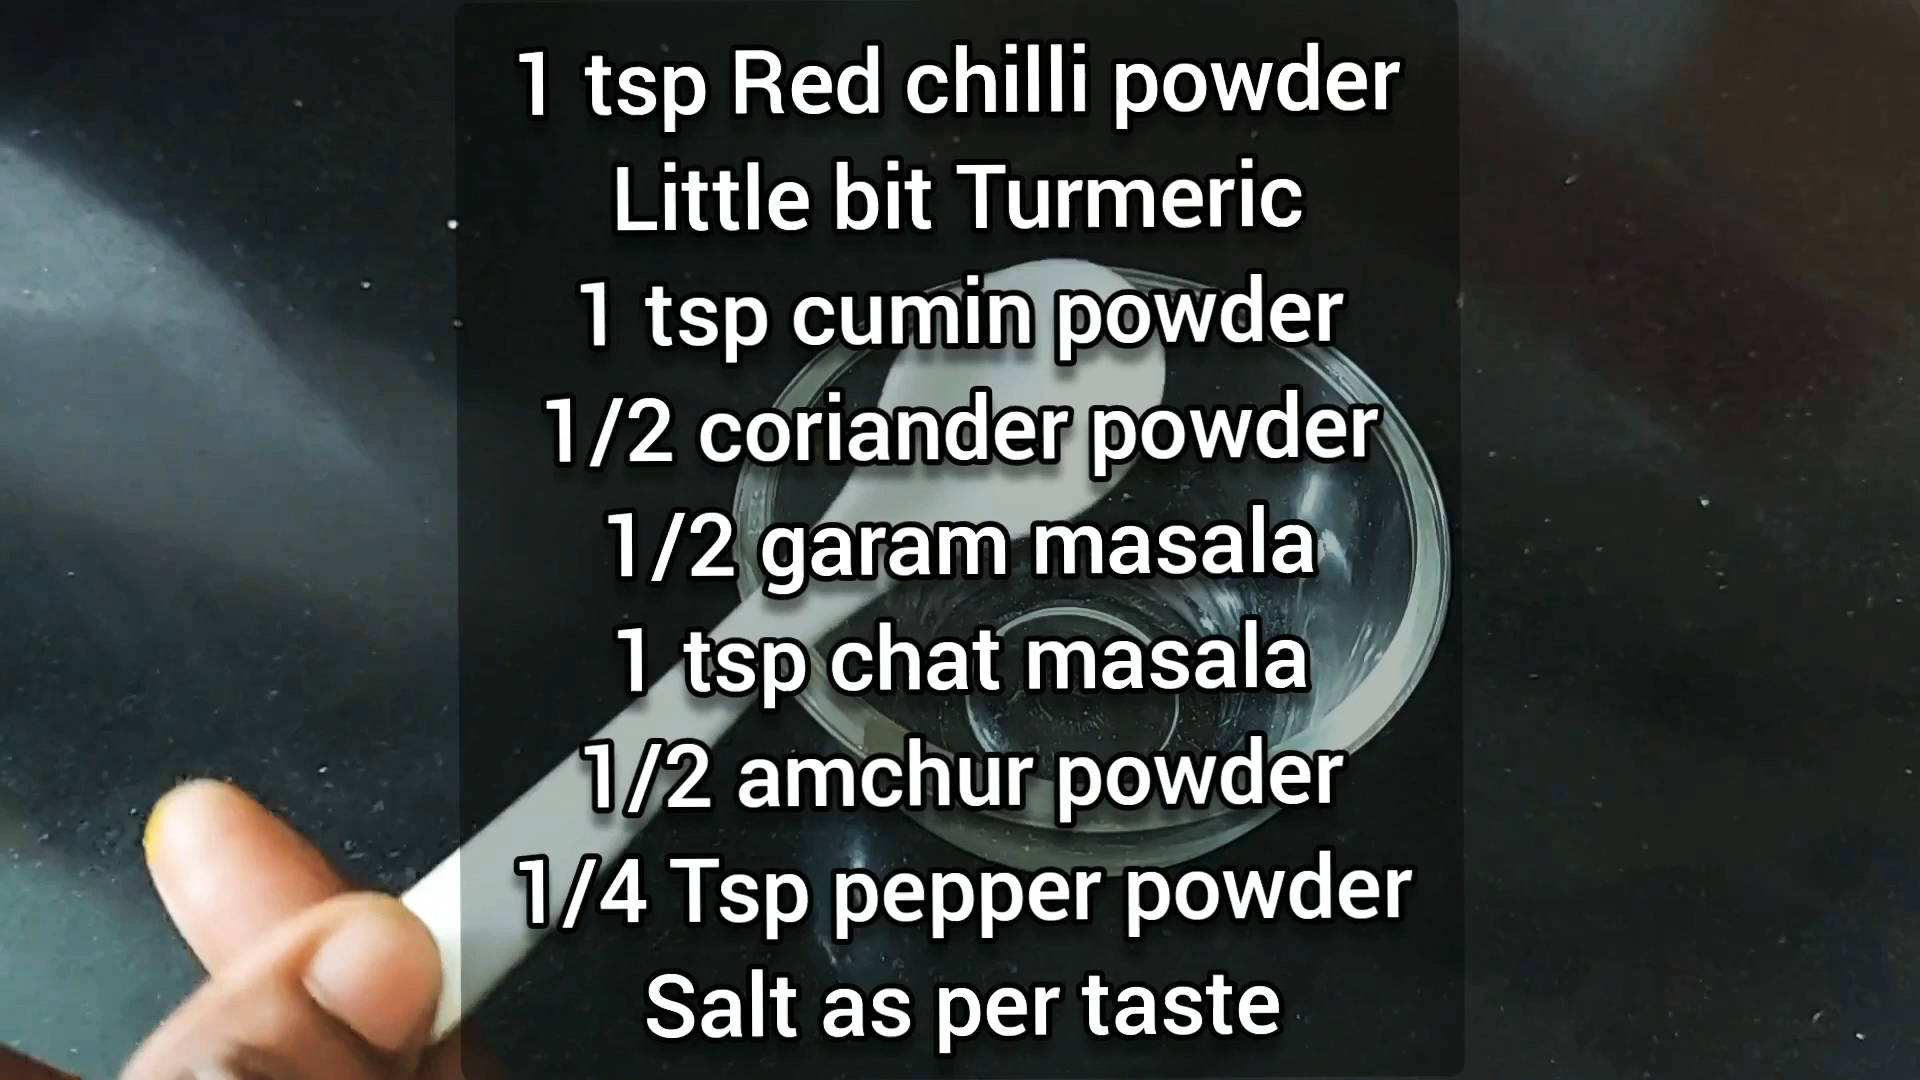 1 tsp Red chilli powder
Little bit Turmeric
1 tsp cumin powder
1/2 coriander powder
1/2 garam masala
1 tsp chat masala
1/2 amchur powder
1/4 Tsp pepper powder
Salt as per taste